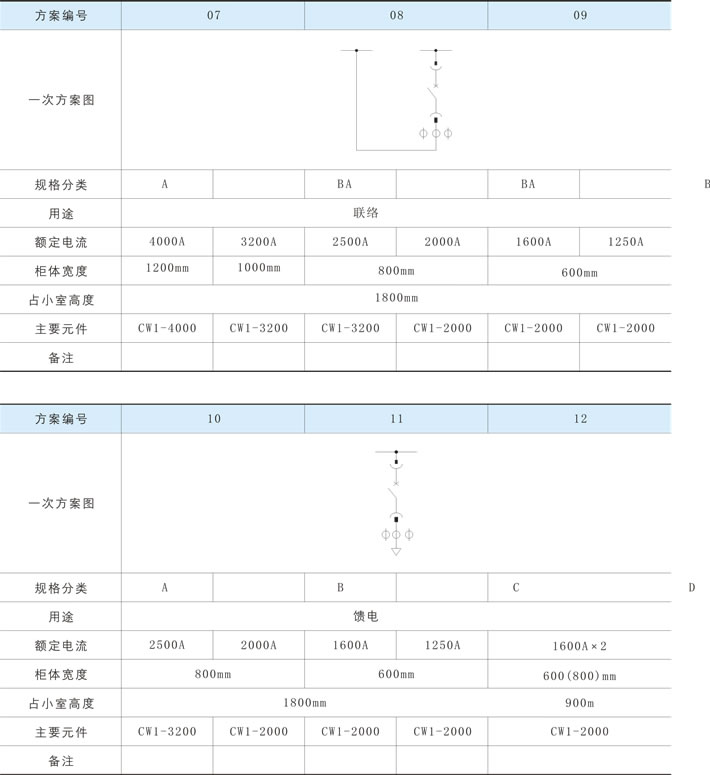 方案编号 07 08 09
一次方案图
规格分类 A BA BA B
用途 联络
额定电流 4000A 3200A 2500A 2000A 1600A 1250A
柜体宽度 1200mm 1000mm 800mm 600mm
占小室高度 1800mm
主要元件 CW1-4000 CW1-3200 CW1-3200 CW1-2000 CW1-2000 CW1-2000
备注
方案编号 10 11 12
一次方案图
规格分类 A B C D
用途 馈电
额定电流 2500A 2000A 1600A 1250A 1600A×2
柜体宽度 800mm 600mm 600(800)mm
占小室高度 1800mm 900m
主要元件 CW1-3200 CW1-2000 CW1-2000 CW1-2000 CW1-2000
备注